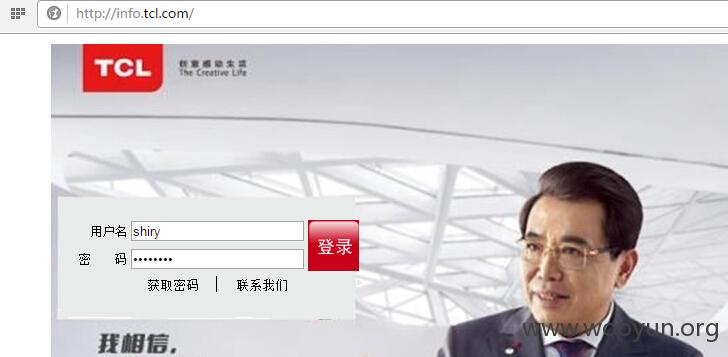 http://info.tcl.com/
TCL 创意感动生活
The Creative Life
用户名 shiry
密 码 ••••••••
登录
获取密码 | 联系我们
我相信,
www.wooyun.org